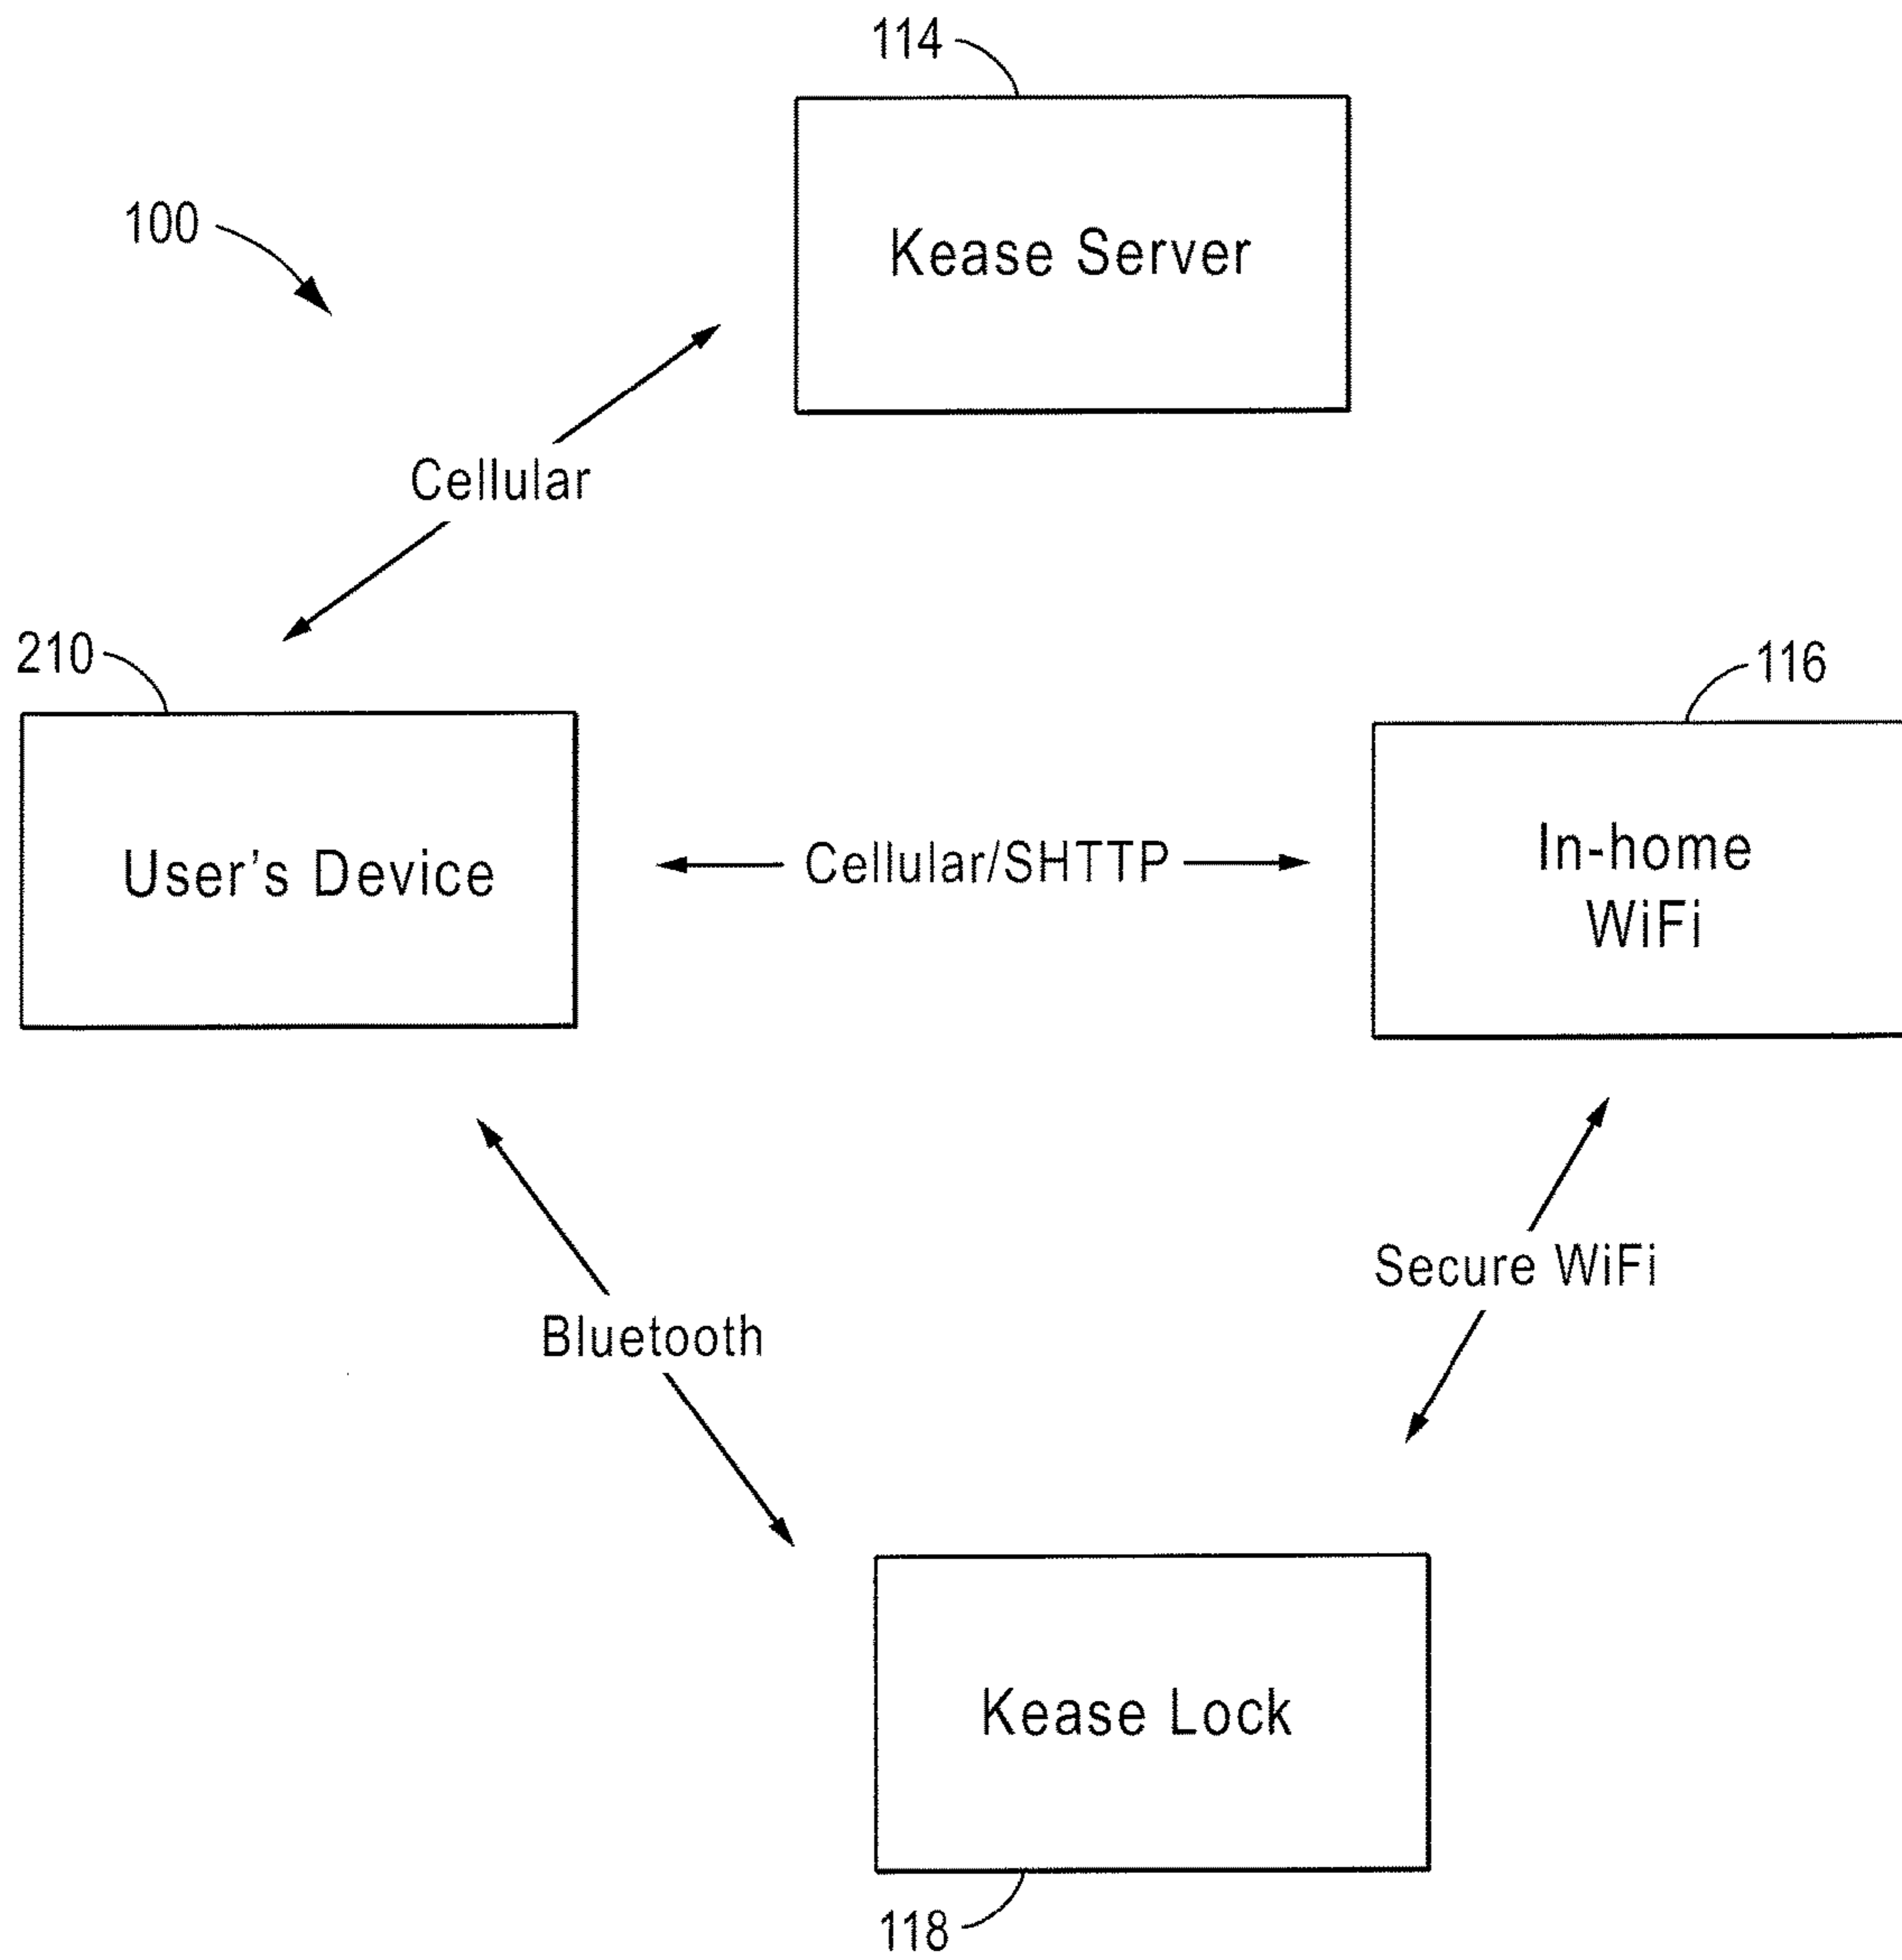 114
Kease Server
100
Cellular
210
116
User's Device
Cellular/SHTTP
In-home
WiFi
Secure WiFi
Bluetooth
Kease Lock
118